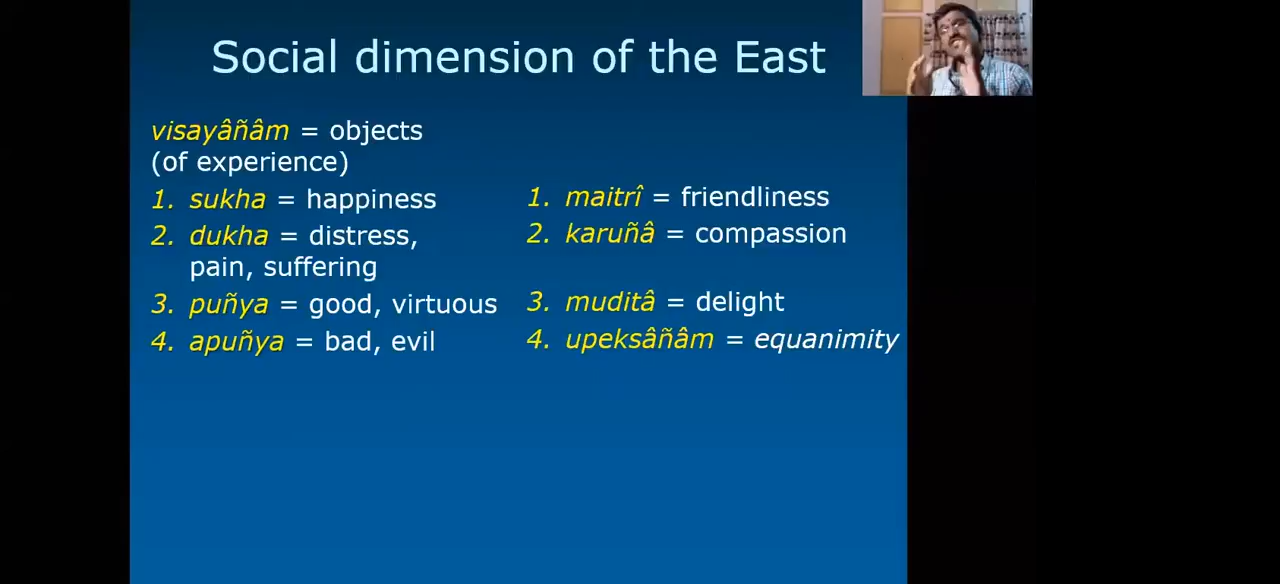 Social dimension of the East
visayâñâm = objects
(of experience)
1. sukha = happiness
2. dukha = distress,
pain, suffering
3. puñya = good, virtuous
4. apuñya = bad, evil
1. maitrî = friendliness
2. karuñâ = compassion
3. muditâ = delight
4. upeksâñâm = equanimity